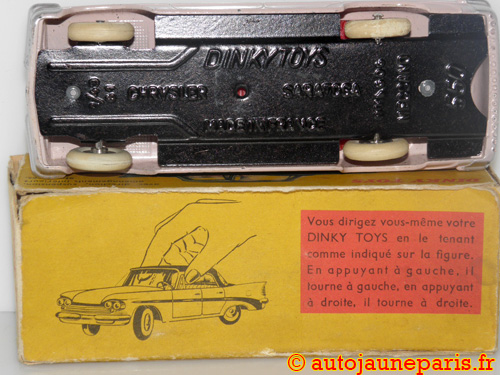 DINKY TOYS
CHRYSLER SARATOGA
MADE IN FRANCE
550
Vous dirigez vous-même votre
DINKY TOYS en le tenant
comme indiqué sur la figure.
En appuyant à gauche, il
tourne à gauche, en appuyant
à droite, il tourne à droite.
© autojauneparis.fr